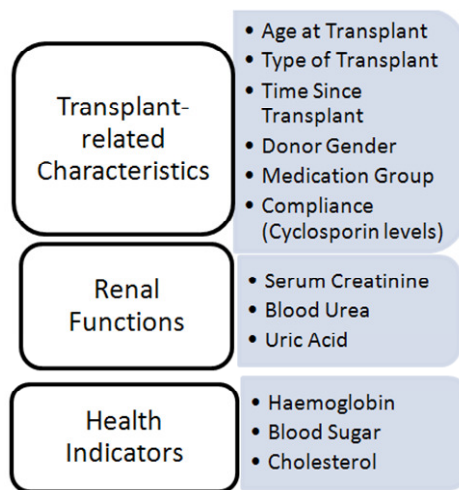 Transplant-
related
Characteristics
• Age at Transplant
• Type of Transplant
• Time Since
Transplant
• Donor Gender
• Medication Group
• Compliance
(Cyclosporin levels)
Renal
Functions
• Serum Creatinine
• Blood Urea
• Uric Acid
Health
Indicators
• Haemoglobin
• Blood Sugar
• Cholesterol